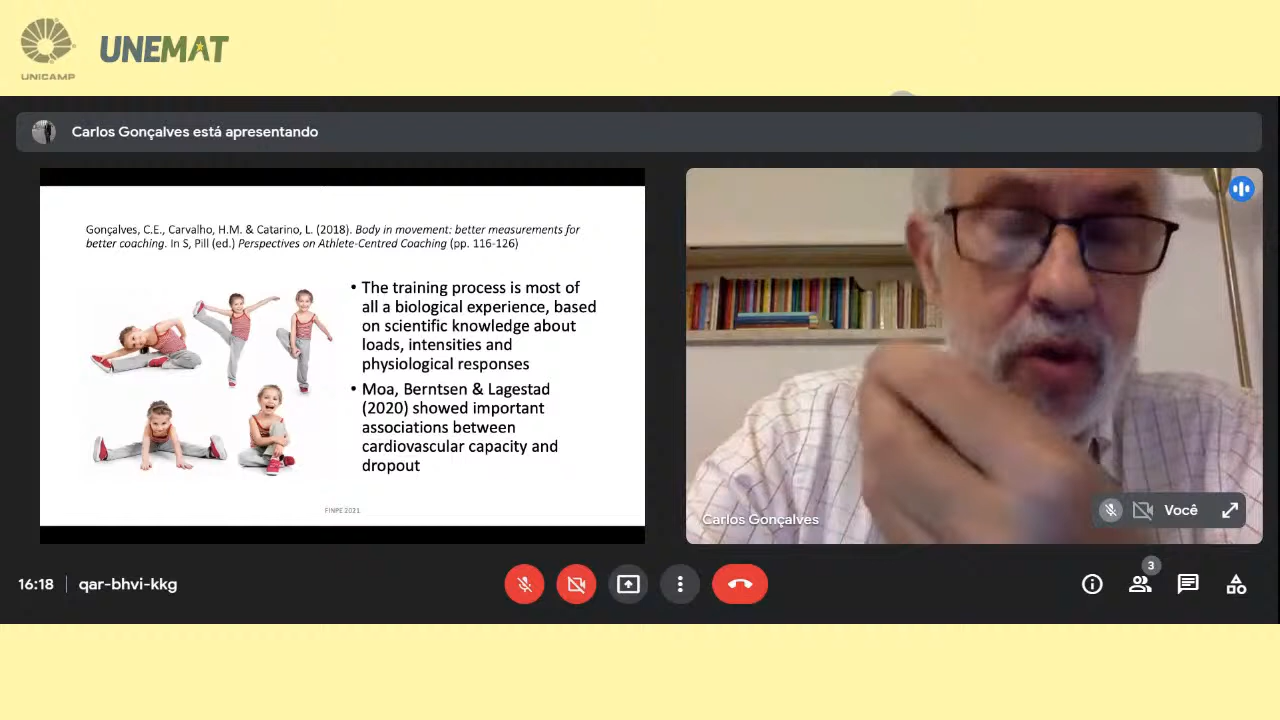 UNICAMP
UNEMAT
Carlos Gonçalves está apresentando
Gonçalves, C.E., Carvalho, H.M. & Catarino, L. (2018). Body in movement: better measurements for
better coaching. In S, Pill (ed.) Perspectives on Athlete-Centred Coaching (pp. 116-126)
• The training process is most of
all a biological experience, based
on scientific knowledge about
loads, intensities and
physiological responses
• Moa, Berntsen & Lagestad
(2020) showed important
associations between
cardiovascular capacity and
dropout
FINPE 2021
Carlos Gonçalves
Você
16:18
qar-bhvi-kkg
3